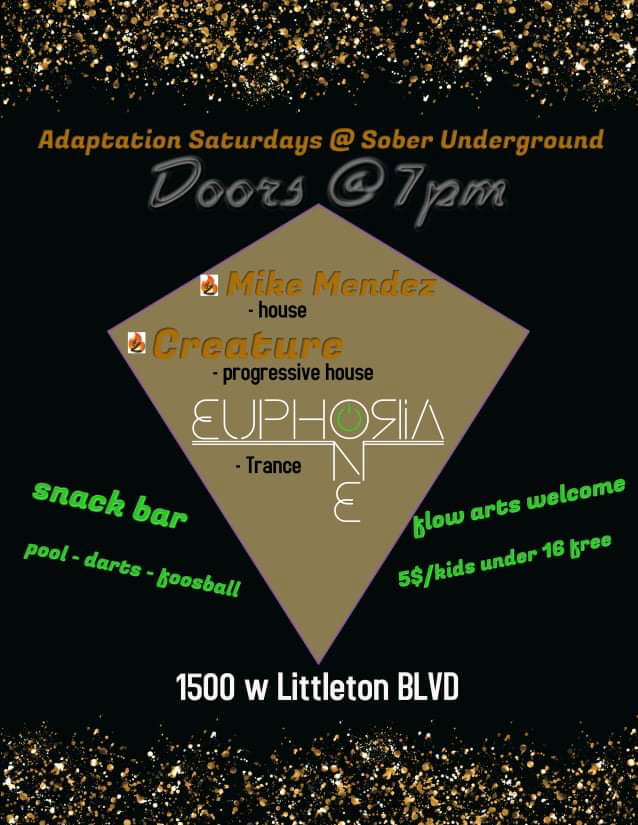 Adaptation Saturdays @ Sober Underground
Doors @ 7pm
Mike Mendez
- house
Creature
- progressive house
EUPHORiA
ONE
- Trance
snack bar
pool - darts - foosball
flow arts welcome
5$/kids under 16 free
1500 w Littleton BLVD